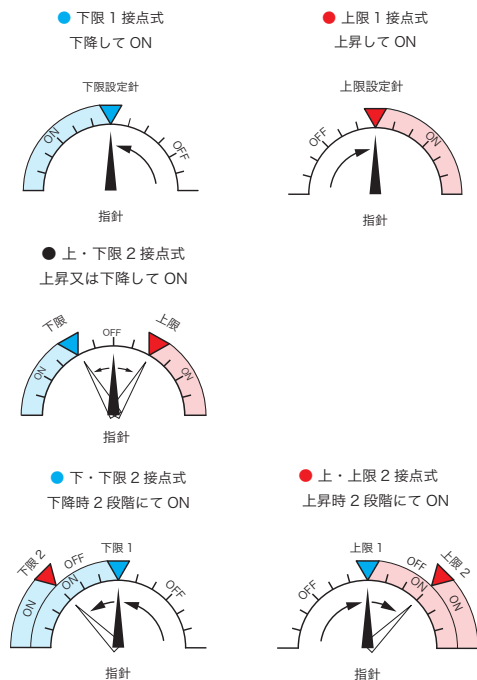 ● 下限 1 接点式
下降して ON
下限設定針
ON
OFF
指針
● 上限 1 接点式
上昇して ON
上限設定針
OFF
ON
指針
● 上・下限 2 接点式
上昇又は下降して ON
下限
OFF
上限
ON
ON
指針
● 下・下限 2 接点式
下降時 2 段階にて ON
下限 2
OFF
下限 1
ON
ON
OFF
指針
● 上・上限 2 接点式
上昇時 2 段階にて ON
上限 1
OFF
上限 2
OFF
ON
ON
指針